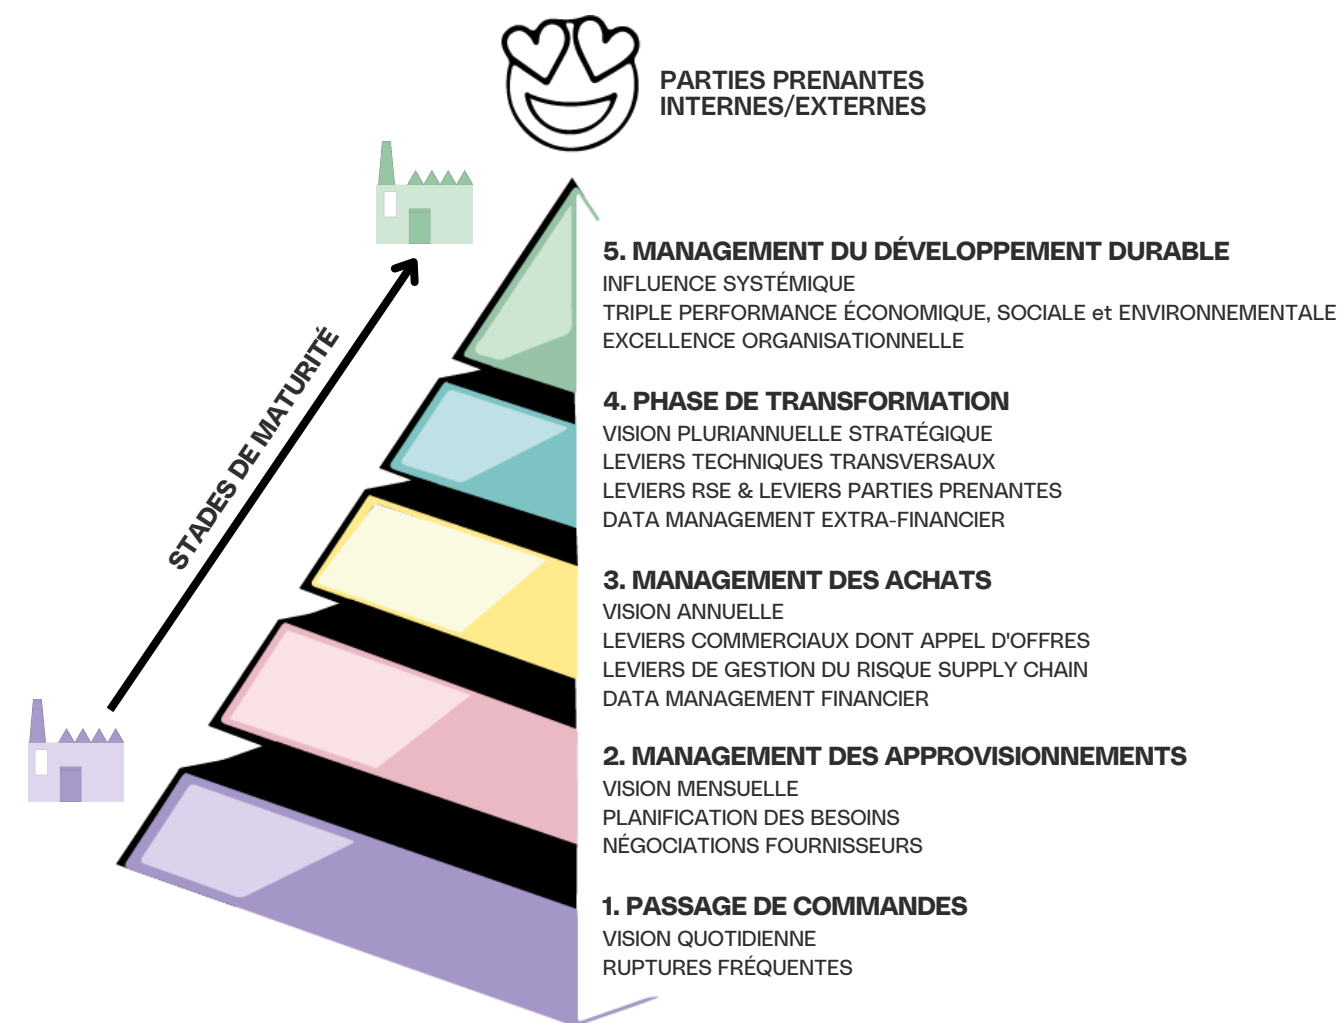 PARTIES PRENANTES
INTERNES/EXTERNES
STADES DE MATURITÉ
5. MANAGEMENT DU DÉVELOPPEMENT DURABLE
INFLUENCE SYSTÉMIQUE
TRIPLE PERFORMANCE ÉCONOMIQUE, SOCIALE et ENVIRONNEMENTALE
EXCELLENCE ORGANISATIONNELLE
4. PHASE DE TRANSFORMATION
VISION PLURIANNUELLE STRATÉGIQUE
LEVIERS TECHNIQUES TRANSVERSAUX
LEVIERS RSE & LEVIERS PARTIES PRENANTES
DATA MANAGEMENT EXTRA-FINANCIER
3. MANAGEMENT DES ACHATS
VISION ANNUELLE
LEVIERS COMMERCIAUX DONT APPEL D'OFFRES
LEVIERS DE GESTION DU RISQUE SUPPLY CHAIN
DATA MANAGEMENT FINANCIER
2. MANAGEMENT DES APPROVISIONNEMENTS
VISION MENSUELLE
PLANIFICATION DES BESOINS
NÉGOCIATIONS FOURNISSEURS
1. PASSAGE DE COMMANDES
VISION QUOTIDIENNE
RUPTURES FRÉQUENTES